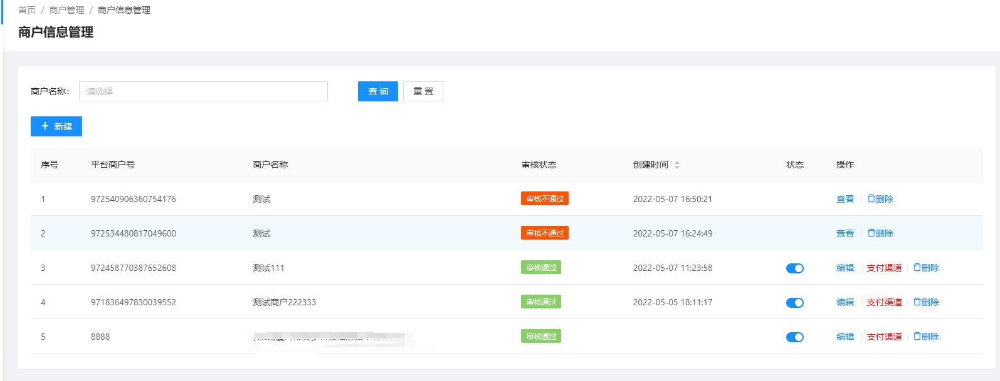 首页 / 商户管理 / 商户信息管理
商户信息管理
商户名称： 请选择 查 询 重 置
+ 新建
序号 平台商户号 商户名称 审核状态 创建时间 状态 操作
1 972540906360754176 测试 审核不通过 2022-05-07 16:50:21 查看 删除
2 972534480817049600 测试 审核不通过 2022-05-07 16:24:49 查看 删除
3 972458770387652608 测试111 审核通过 2022-05-07 11:23:58 编辑 支付渠道 删除
4 971836497830039552 测试商户222333 审核通过 2022-05-05 18:11:17 编辑 支付渠道 删除
5 8888 审核通过 编辑 支付渠道 删除